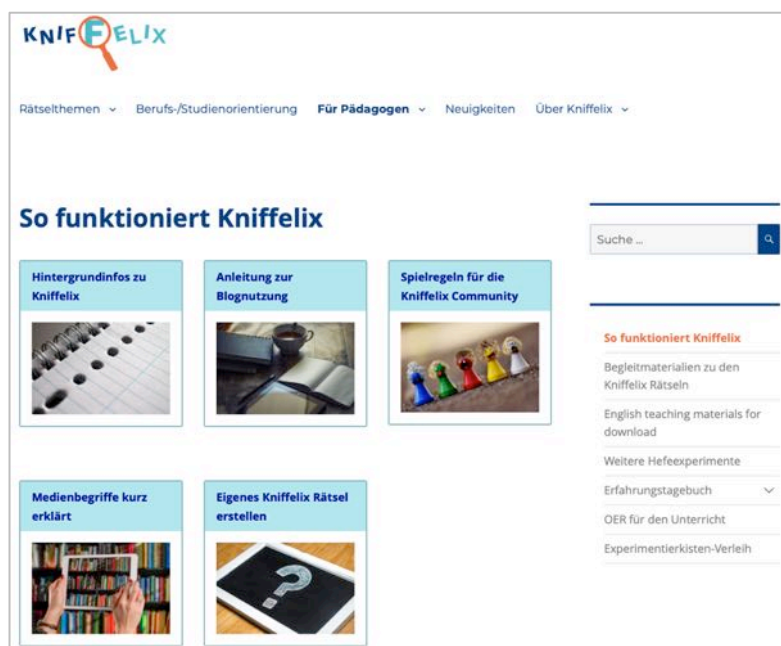 KNIFFELIX
Rätselthemen Berufs-/Studienorientierung Für Pädagogen Neuigkeiten Über Kniffelix
So funktioniert Kniffelix
Hintergrundinfos zu
Kniffelix
Anleitung zur
Blognutzung
Spielregeln für die
Kniffelix Community
Medienbegriffe kurz
erklärt
Eigenes Kniffelix Rätsel
erstellen
?
Suche ...
So funktioniert Kniffelix
Begleitmaterialien zu den
Kniffelix Rätseln
English teaching materials for
download
Weitere Hefeexperimente
Erfahrungstagebuch
OER für den Unterricht
Experimentierkisten-Verleih